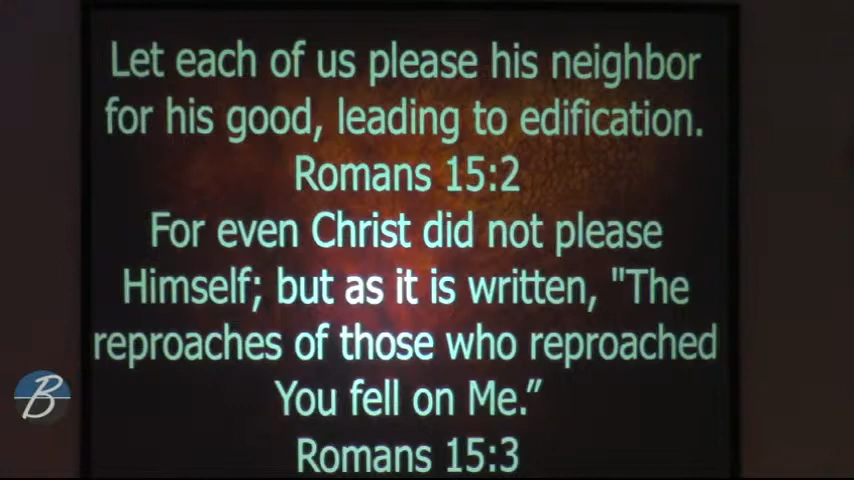 Let each of us please his neighbor
for his good, leading to edification.
Romans 15:2
For even Christ did not please
Himself; but as it is written, "The
reproaches of those who reproached
You fell on Me.”
Romans 15:3
B